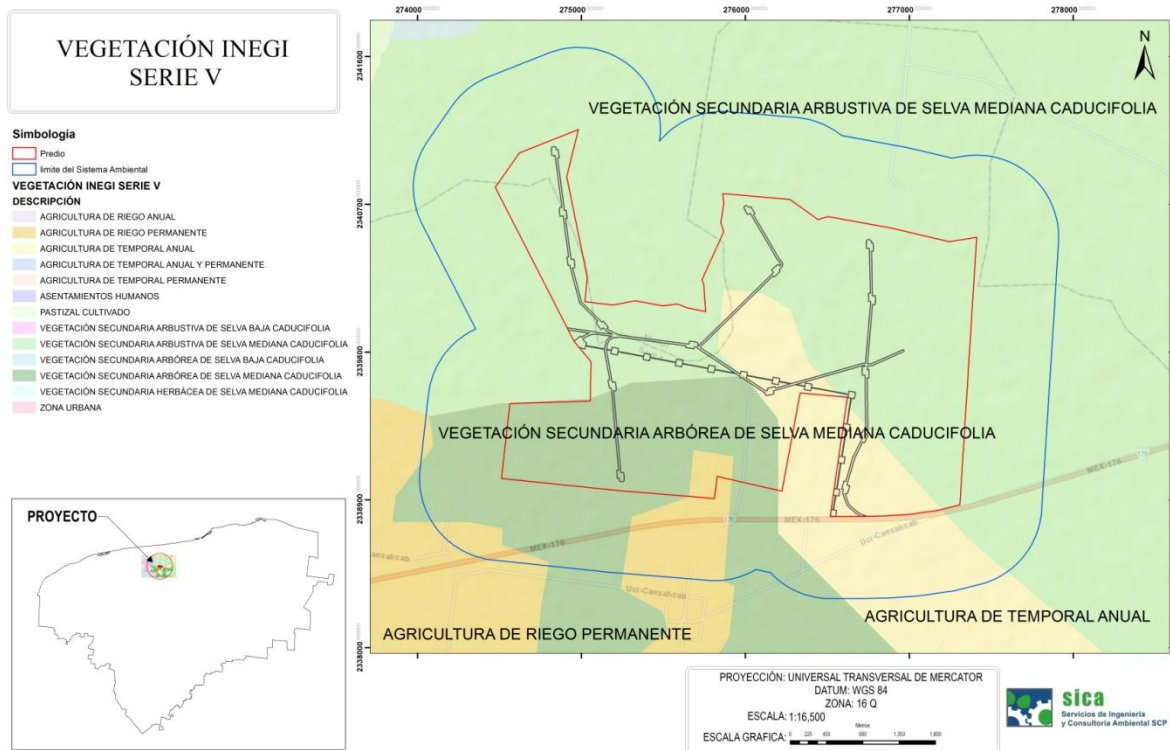 VEGETACIÓN INEGI
SERIE V
Simbología
Predio
limite del Sistema Ambiental
VEGETACIÓN INEGI SERIE V
DESCRIPCIÓN
AGRICULTURA DE RIEGO ANUAL
AGRICULTURA DE RIEGO PERMANENTE
AGRICULTURA DE TEMPORAL ANUAL
AGRICULTURA DE TEMPORAL ANUAL Y PERMANENTE
AGRICULTURA DE TEMPORAL PERMANENTE
ASENTAMIENTOS HUMANOS
PASTIZAL CULTIVADO
VEGETACIÓN SECUNDARIA ARBUSTIVA DE SELVA BAJA CADUCIFOLIA
VEGETACIÓN SECUNDARIA ARBUSTIVA DE SELVA MEDIANA CADUCIFOLIA
VEGETACIÓN SECUNDARIA ARBÓREA DE SELVA BAJA CADUCIFOLIA
VEGETACIÓN SECUNDARIA ARBÓREA DE SELVA MEDIANA CADUCIFOLIA
VEGETACIÓN SECUNDARIA HERBÁCEA DE SELVA MEDIANA CADUCIFOLIA
ZONA URBANA
PROYECTO
274000
275000
276000
277000
278000
2341600
2340700
2339800
2338900
2338000
N
VEGETACIÓN SECUNDARIA ARBUSTIVA DE SELVA MEDIANA CADUCIFOLIA
VEGETACIÓN SECUNDARIA ARBÓREA DE SELVA MEDIANA CADUCIFOLIA
176
176
MEX-176
MEX-176
Uci-Cansahcab
Cansahcab
Uci-Cansahcab
AGRICULTURA DE TEMPORAL ANUAL
AGRICULTURA DE RIEGO PERMANENTE
PROYECCIÓN: UNIVERSAL TRANSVERSAL DE MERCATOR
DATUM: WGS 84
ZONA: 16 Q
ESCALA: 1:16,500
Metros
ESCALA GRAFICA:
0 225 450 900 1,350 1,800
sica
Servicios de Ingeniería
y Consultoría Ambiental SCP